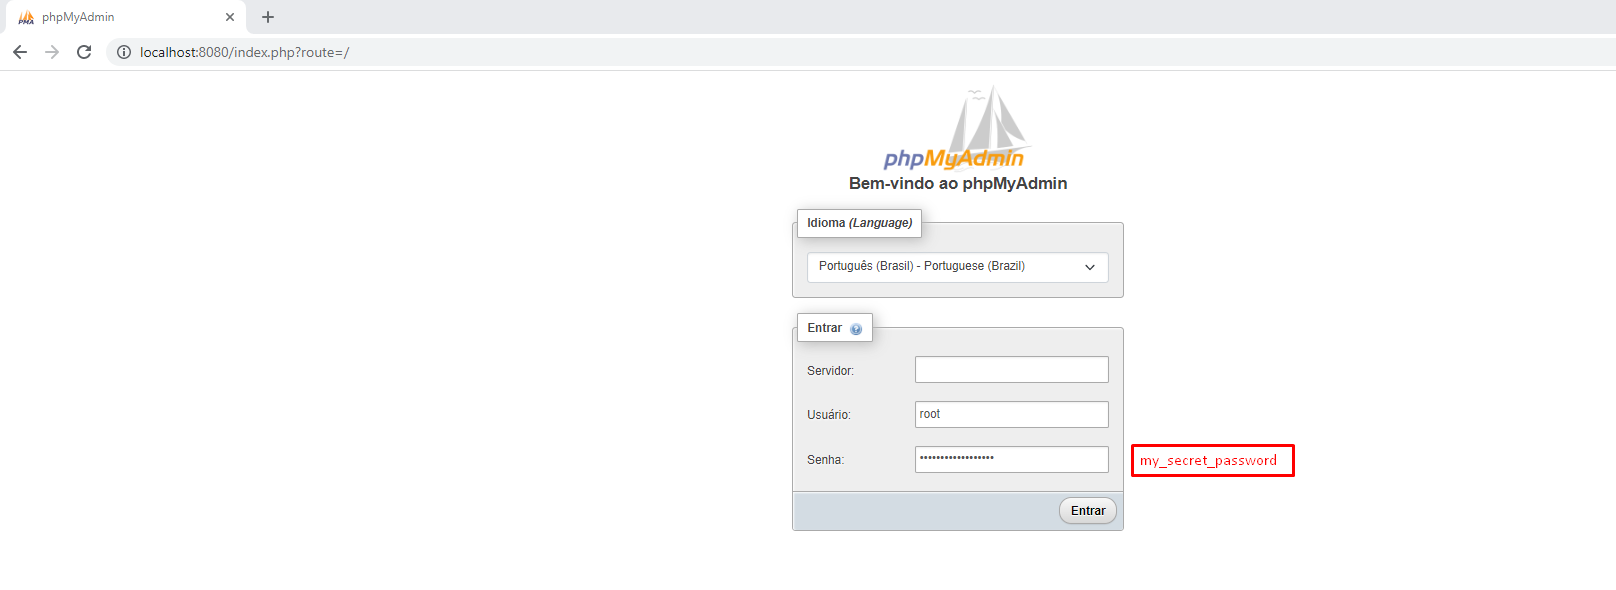 phpMyAdmin
localhost:8080/index.php?route=/
phpMyAdmin
Bem-vindo ao phpMyAdmin
Idioma (Language)
Português (Brasil) - Portuguese (Brazil)
Entrar
Servidor:
Usuário: root
Senha: •••••••••••••••••• my_secret_password
Entrar